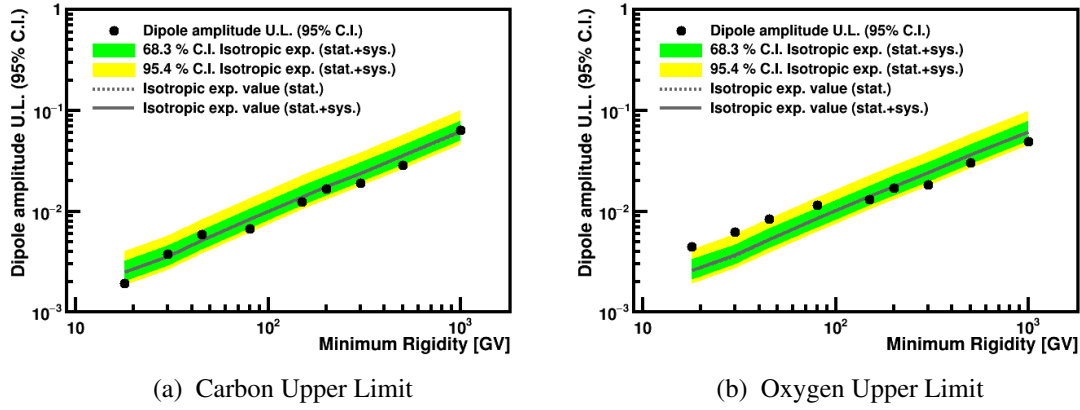 Dipole amplitude U.L. (95% C.I.)
1
10⁻¹
10⁻²
10⁻³
Dipole amplitude U.L. (95% C.I.)
68.3 % C.I. Isotropic exp. (stat.+sys.)
95.4 % C.I. Isotropic exp. (stat.+sys.)
Isotropic exp. value (stat.)
Isotropic exp. value (stat.+sys.)
10
10²
10³
Minimum Rigidity [GV]
(a) Carbon Upper Limit
Dipole amplitude U.L. (95% C.I.)
1
10⁻¹
10⁻²
10⁻³
Dipole amplitude U.L. (95% C.I.)
68.3 % C.I. Isotropic exp. (stat.+sys.)
95.4 % C.I. Isotropic exp. (stat.+sys.)
Isotropic exp. value (stat.)
Isotropic exp. value (stat.+sys.)
10
10²
10³
Minimum Rigidity [GV]
(b) Oxygen Upper Limit